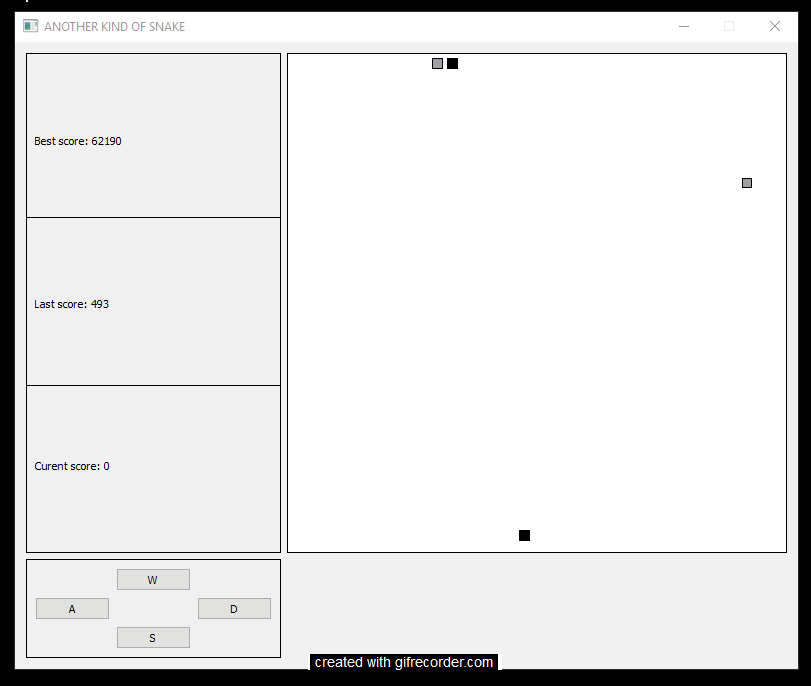 ANOTHER KIND OF SNAKE
Best score: 62190
Last score: 493
Curent score: 0
W
A
D
S
created with gifrecorder.com